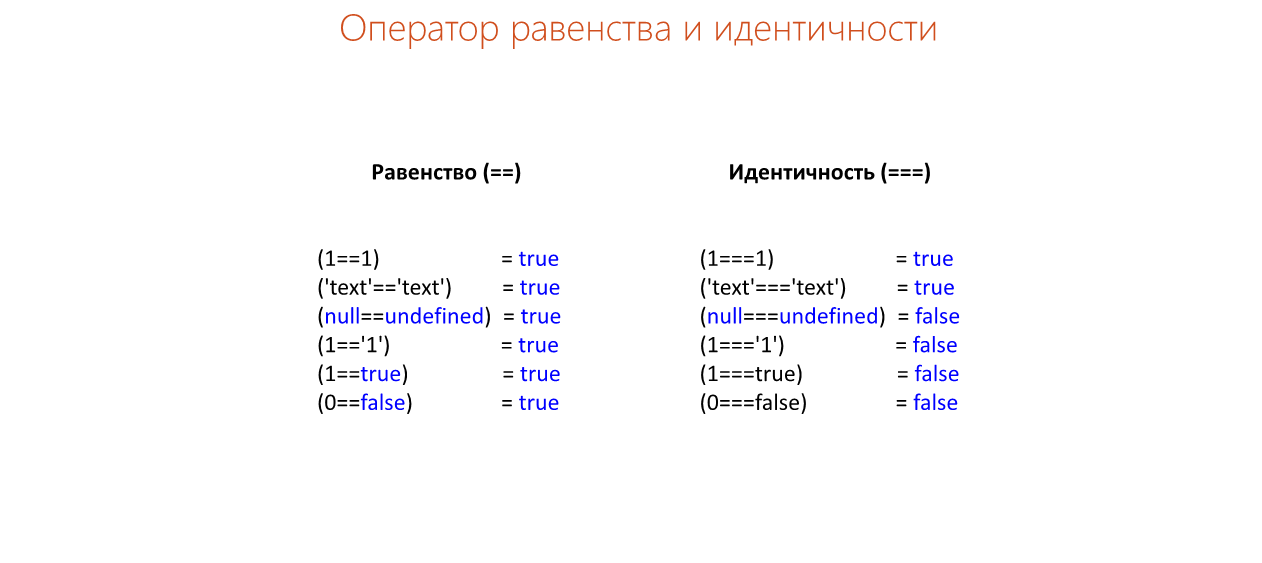 Оператор равенства и идентичности
Равенство (==)
(1==1) = true
('text'=='text') = true
(null==undefined) = true
(1=='1') = true
(1==true) = true
(0==false) = true
Идентичность (===)
(1===1) = true
('text'==='text') = true
(null===undefined) = false
(1==='1') = false
(1===true) = false
(0===false) = false